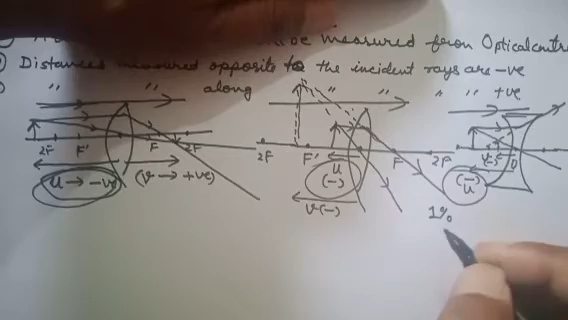 be measured from Optical centre
Distances measured opposite to the incident rays are -ve
" " along " " " " +ve
2F F' F 2F
u → -ve (v → +ve)
2F F' F 2F
u
(-)
v(-)
u
(-)
1%